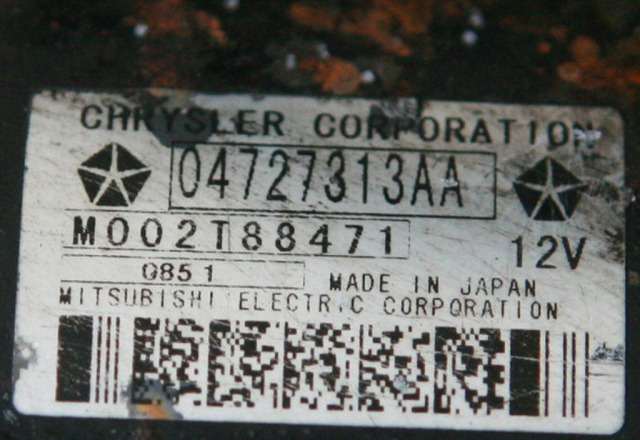 CHRYSLER CORPORATION
04727313AA
M002T88471
12V
0851
MADE IN JAPAN
MITSUBISHI ELECTRIC CORPORATION